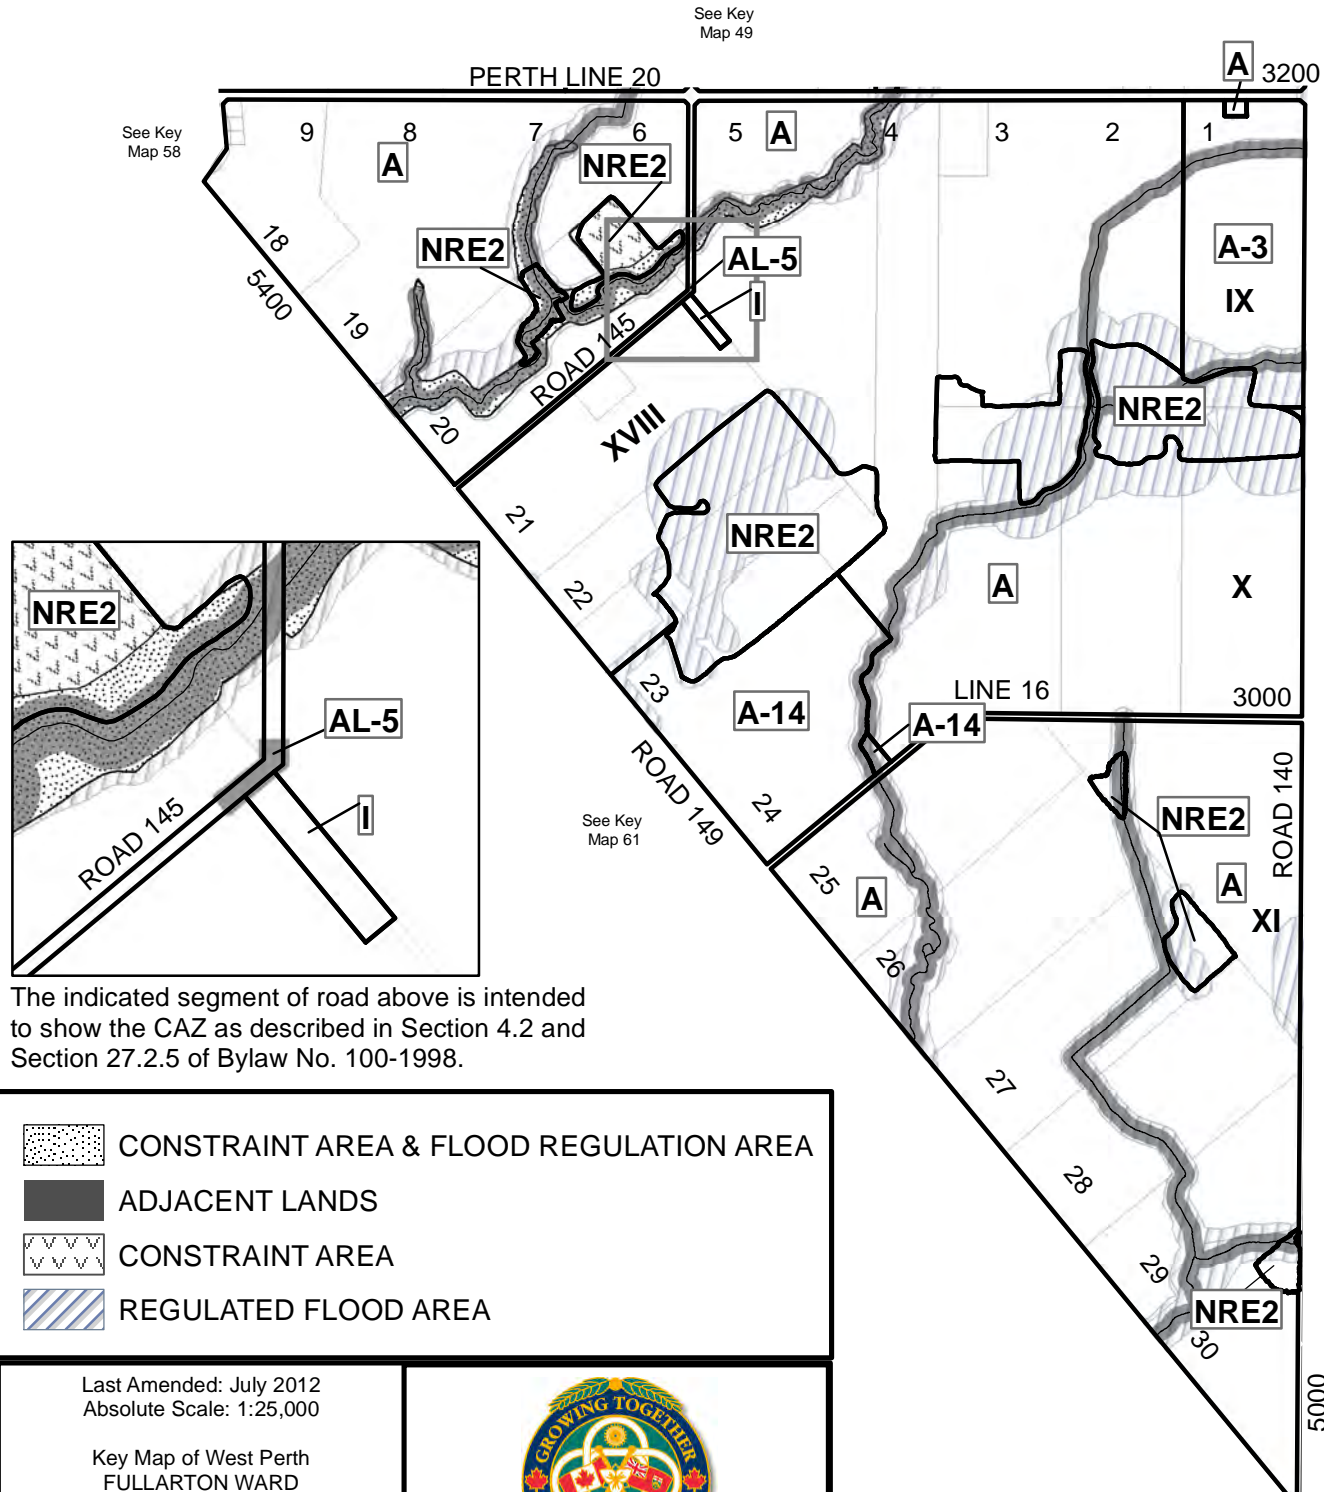 See Key
Map 49
PERTH LINE 20
A
3200
See Key
Map 58
9
8
7
6
5
A
4
3
2
1
A
NRE2
18
NRE2
AL-5
A-3
I
IX
5400
19
ROAD 145
NRE2
20
XVIII
21
NRE2
22
A
X
23
LINE 16
3000
A-14
A-14
ROAD 149
24
ROAD 140
NRE2
See Key
Map 61
25
A
A
XI
26
27
28
29
NRE2
30
5000
NRE2
AL-5
I
ROAD 145
The indicated segment of road above is intended
to show the CAZ as described in Section 4.2 and
Section 27.2.5 of Bylaw No. 100-1998.
CONSTRAINT AREA & FLOOD REGULATION AREA
ADJACENT LANDS
CONSTRAINT AREA
REGULATED FLOOD AREA
Last Amended: July 2012
Absolute Scale: 1:25,000
Key Map of West Perth
FULLARTON WARD
GROWING TOGETHER